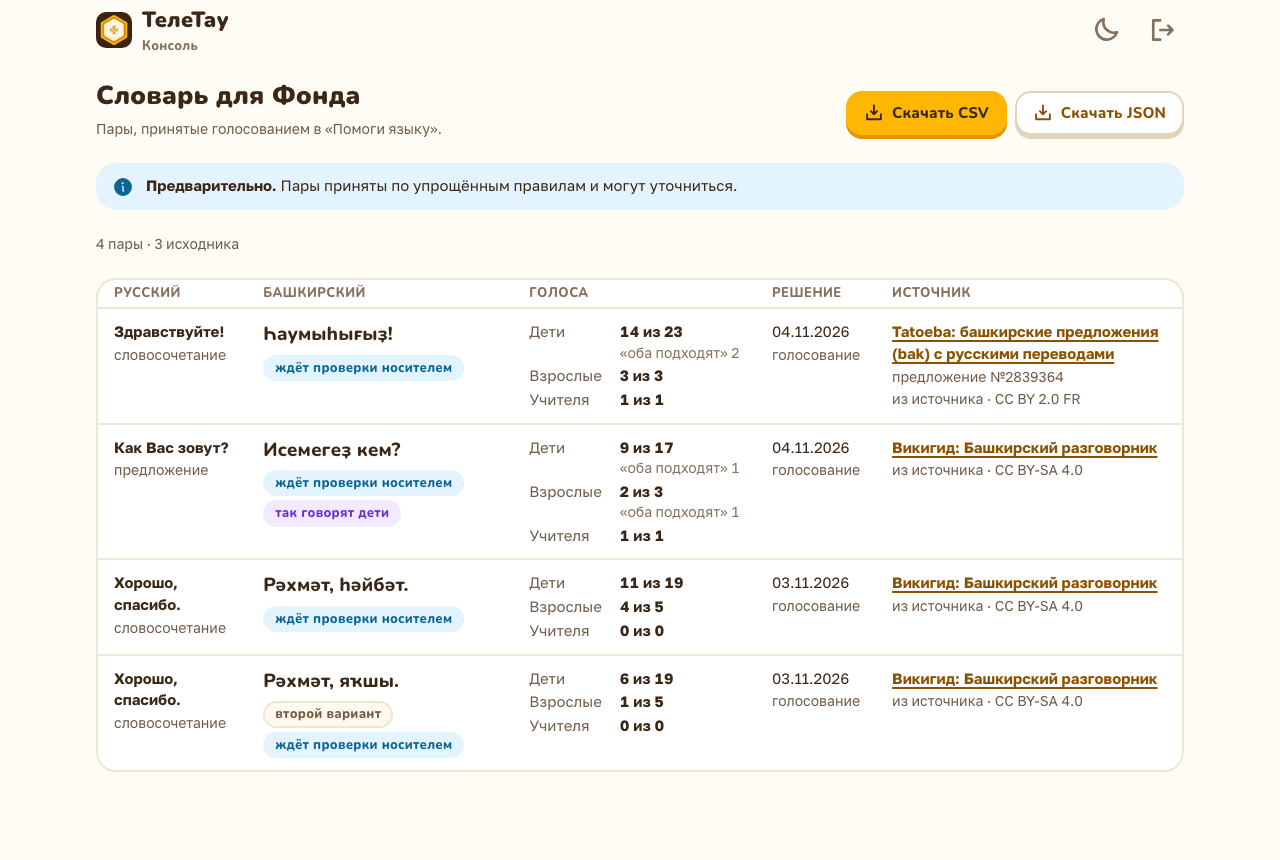 ТелеТау
Консоль
Словарь для Фонда
Пары, принятые голосованием в «Помоги языку».
Скачать CSV
Скачать JSON
Предварительно. Пары приняты по упрощённым правилам и могут уточниться.
4 пары · 3 исходника
РУССКИЙ БАШКИРСКИЙ ГОЛОСА РЕШЕНИЕ ИСТОЧНИК
Здравствуйте!
словосочетание
Һаумыһығыҙ!
ждёт проверки носителем
Дети 14 из 23
«оба подходят» 2
Взрослые 3 из 3
Учителя 1 из 1
04.11.2026
голосование
Tatoeba: башкирские предложения
(bak) с русскими переводами
предложение №2839364
из источника · CC BY 2.0 FR
Как Вас зовут?
предложение
Исемегеҙ кем?
ждёт проверки носителем
так говорят дети
Дети 9 из 17
«оба подходят» 1
Взрослые 2 из 3
«оба подходят» 1
Учителя 1 из 1
04.11.2026
голосование
Викигид: Башкирский разговорник
из источника · CC BY-SA 4.0
Хорошо,
спасибо.
словосочетание
Рәхмәт, һәйбәт.
ждёт проверки носителем
Дети 11 из 19
Взрослые 4 из 5
Учителя 0 из 0
03.11.2026
голосование
Викигид: Башкирский разговорник
из источника · CC BY-SA 4.0
Хорошо,
спасибо.
словосочетание
Рәхмәт, яҡшы.
второй вариант
ждёт проверки носителем
Дети 6 из 19
Взрослые 1 из 5
Учителя 0 из 0
03.11.2026
голосование
Викигид: Башкирский разговорник
из источника · CC BY-SA 4.0